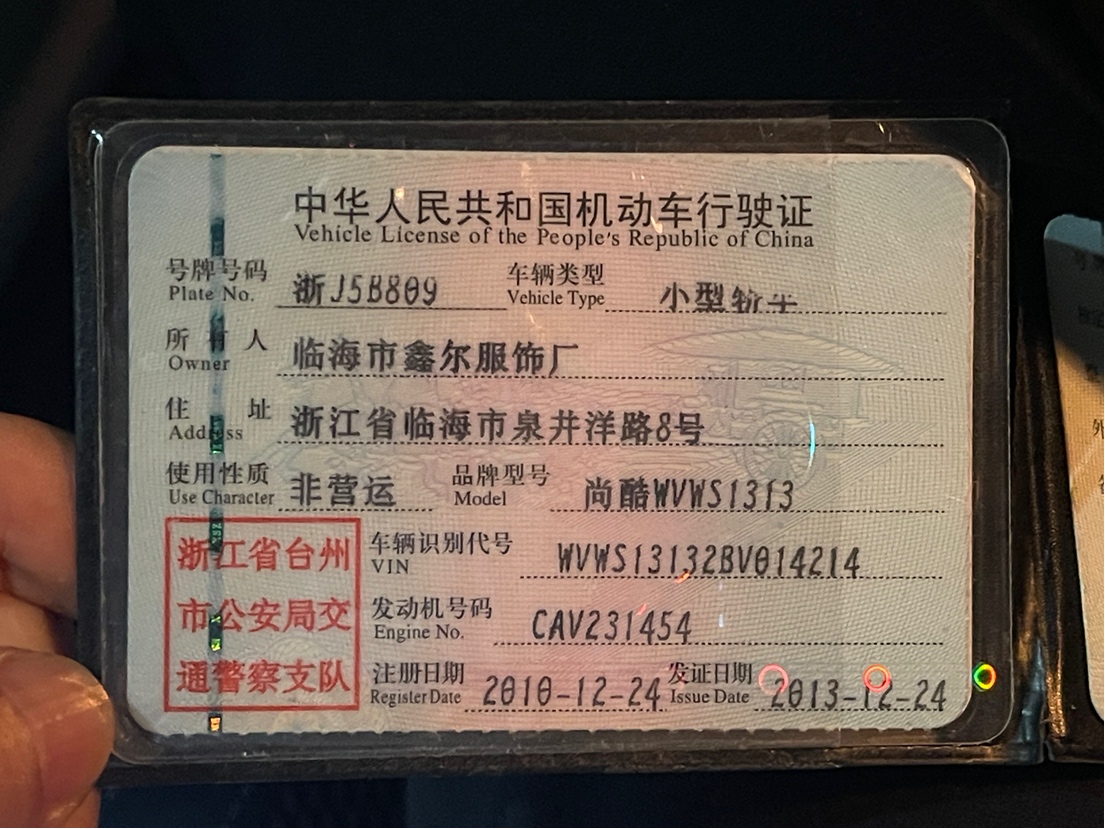 中华人民共和国机动车行驶证
Vehicle License of the People's Republic of China
号牌号码 浙J5B809 车辆类型 小型轿车
Plate No. Vehicle Type
所有人 临海市鑫尔服饰厂
Owner
住址 浙江省临海市泉井洋路8号
Address
使用性质 非营运 品牌型号 尚酷WVWS1313
Use Character Model
浙江省台州
市公安局交
通警察支队
车辆识别代号 WVWS13132BV014214
VIN
发动机号码 CAV231454
Engine No.
注册日期 2010-12-24 发证日期 2013-12-24
Register Date Issue Date